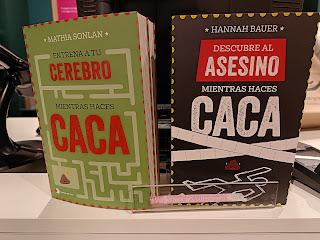 MATHIA SONLAN
ENTRENA A TU
CEREBRO
MIENTRAS HACES
CACA
HANNAH BAUER
DESCUBRE AL
ASESINO
MIENTRAS HACES
CACA